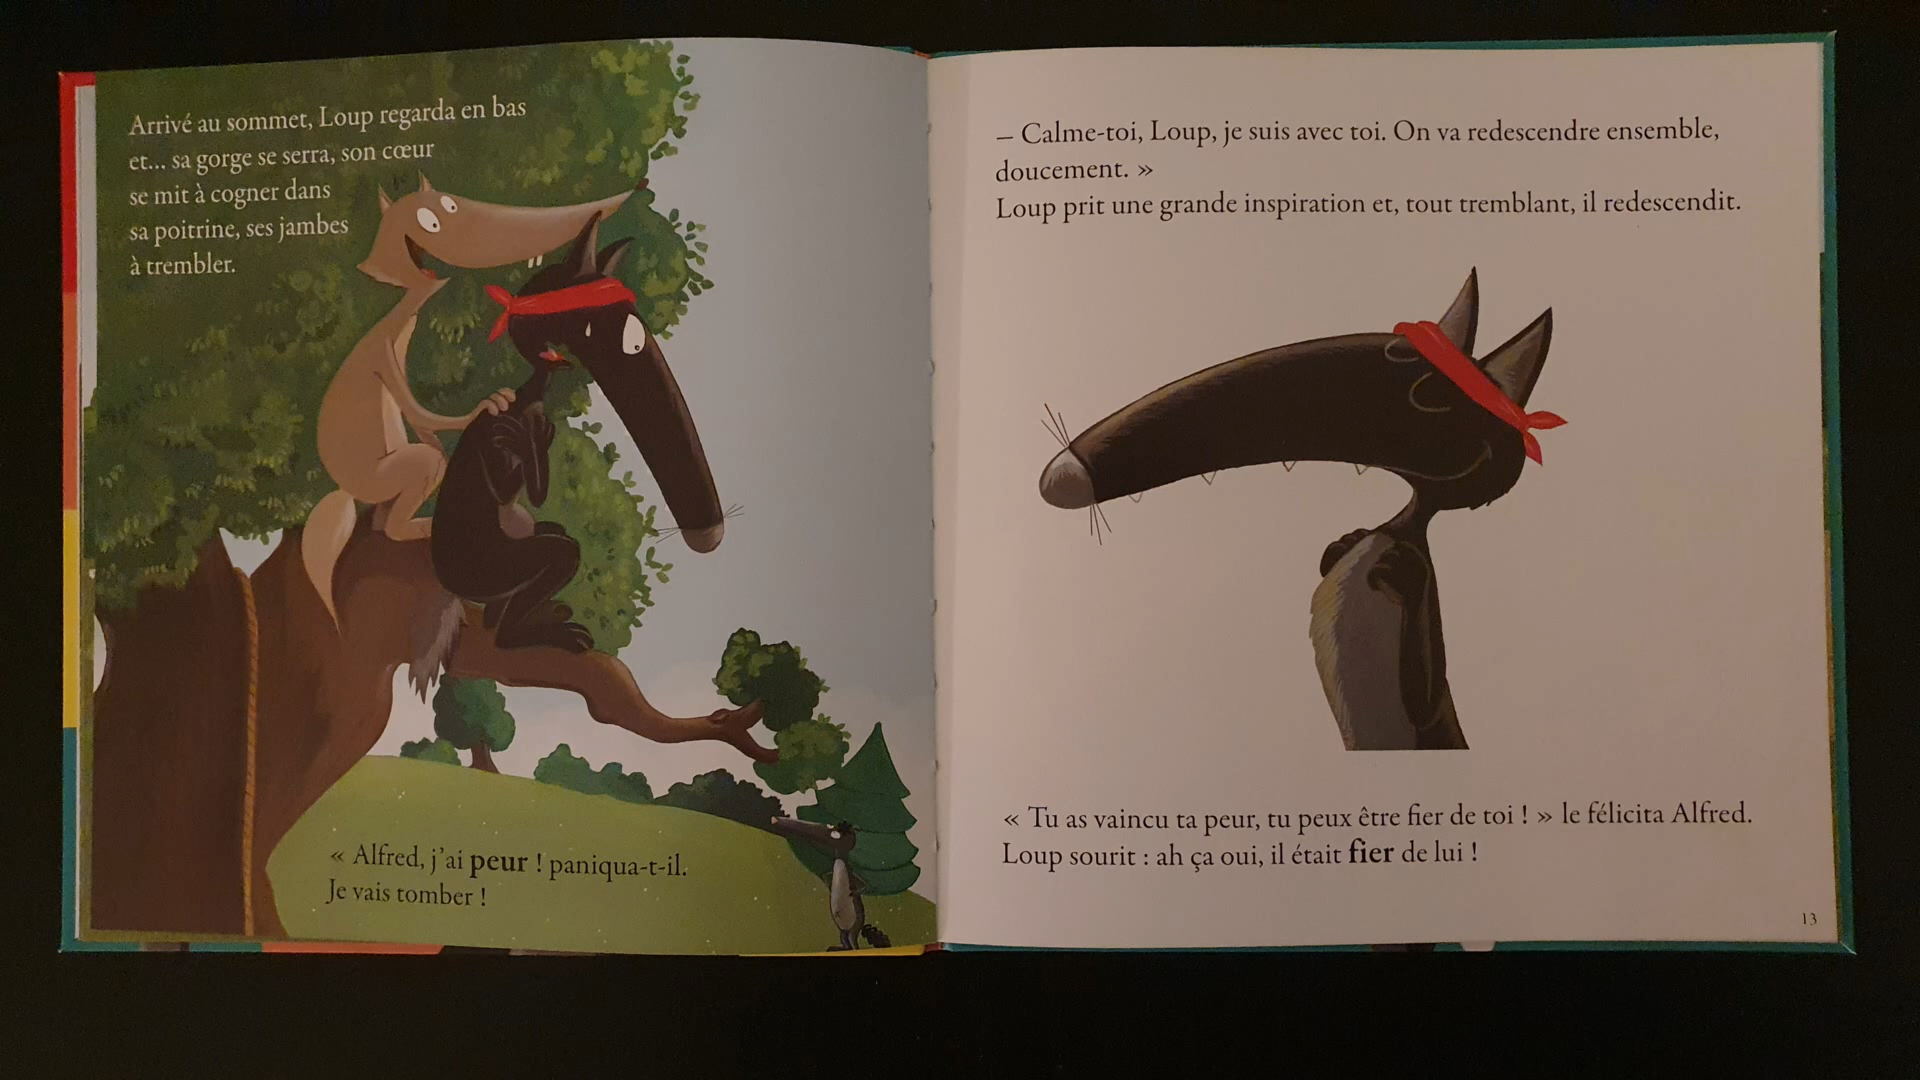 Arrivé au sommet, Loup regarda en bas
et... sa gorge se serra, son cœur
se mit à cogner dans
sa poitrine, ses jambes
à trembler.
« Alfred, j'ai peur ! paniqua-t-il.
Je vais tomber !
– Calme-toi, Loup, je suis avec toi. On va redescendre ensemble,
doucement. »
Loup prit une grande inspiration et, tout tremblant, il redescendit.
« Tu as vaincu ta peur, tu peux être fier de toi ! » le félicita Alfred.
Loup sourit : ah ça oui, il était fier de lui !
13